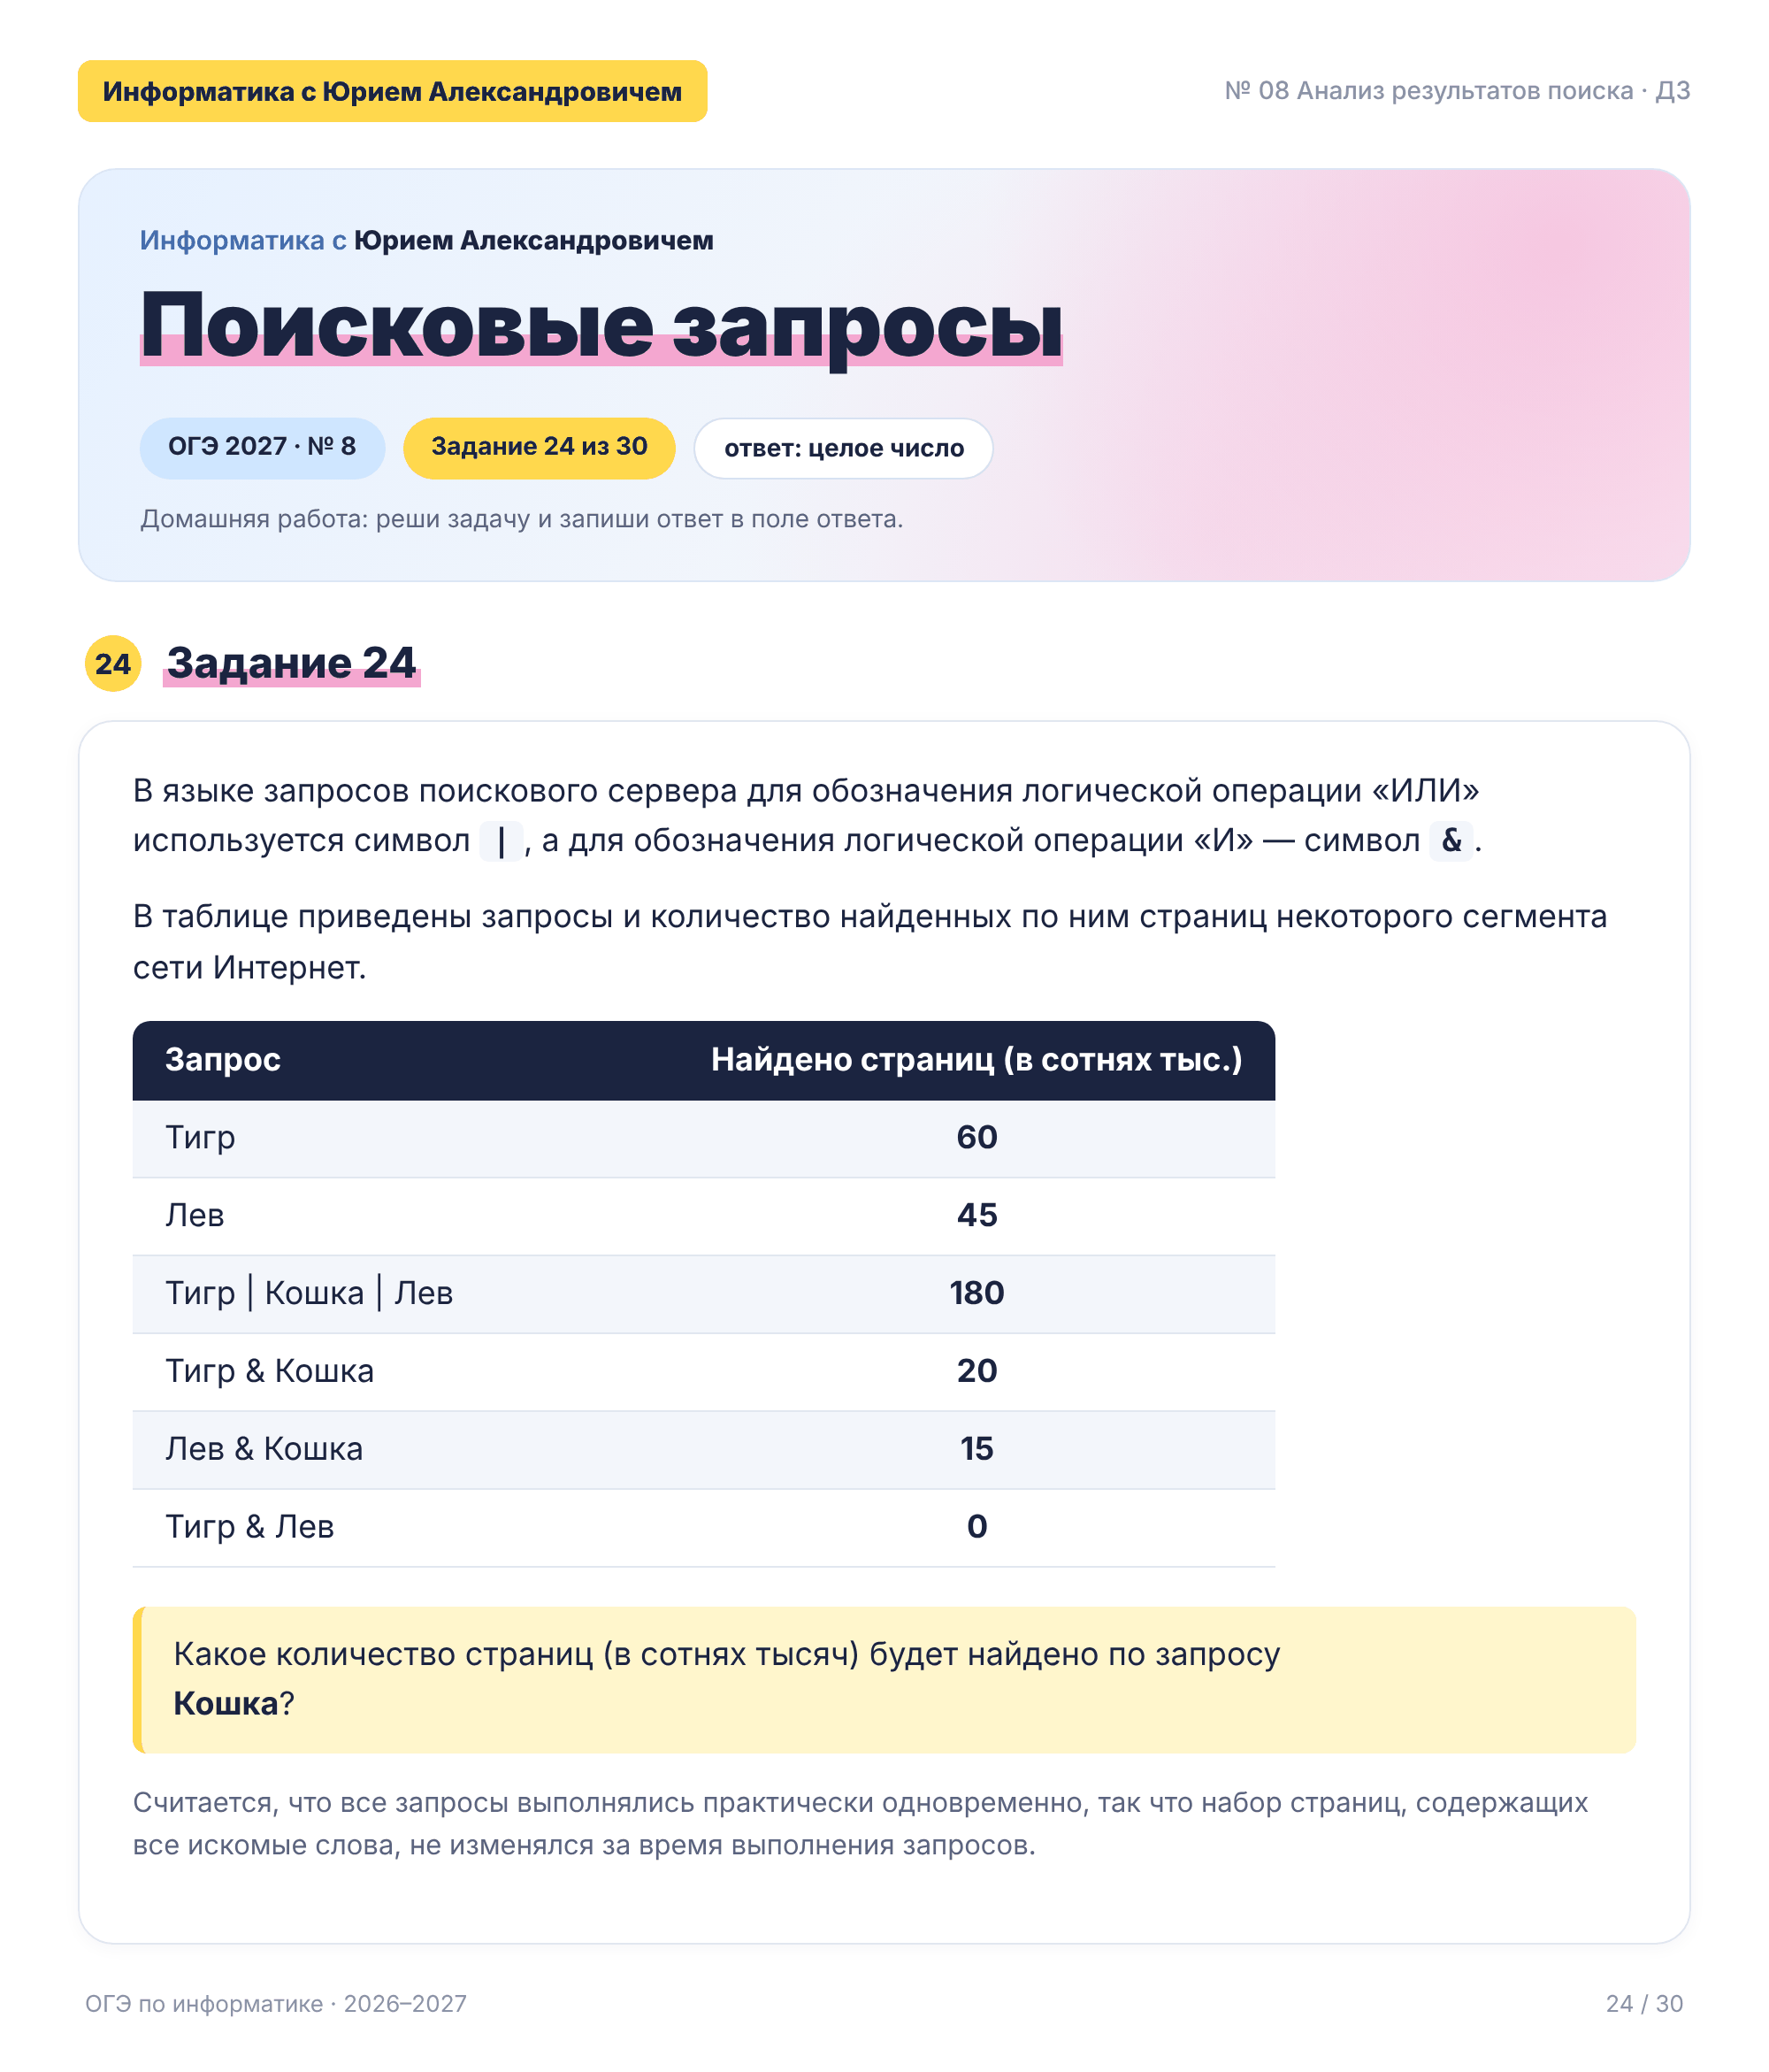 Информатика с Юрием Александровичем
№ 08 Анализ результатов поиска · ДЗ
Информатика с Юрием Александровичем
Поисковые запросы
ОГЭ 2027 · № 8
Задание 24 из 30
ответ: целое число
Домашняя работа: реши задачу и запиши ответ в поле ответа.
24 Задание 24
В языке запросов поискового сервера для обозначения логической операции «ИЛИ»
используется символ |, а для обозначения логической операции «И» — символ &.
В таблице приведены запросы и количество найденных по ним страниц некоторого сегмента
сети Интернет.
Запрос Найдено страниц (в сотнях тыс.)
Тигр 60
Лев 45
Тигр | Кошка | Лев 180
Тигр & Кошка 20
Лев & Кошка 15
Тигр & Лев 0
Какое количество страниц (в сотнях тысяч) будет найдено по запросу
Кошка?
Считается, что все запросы выполнялись практически одновременно, так что набор страниц, содержащих
все искомые слова, не изменялся за время выполнения запросов.
ОГЭ по информатике · 2026–2027
24 / 30